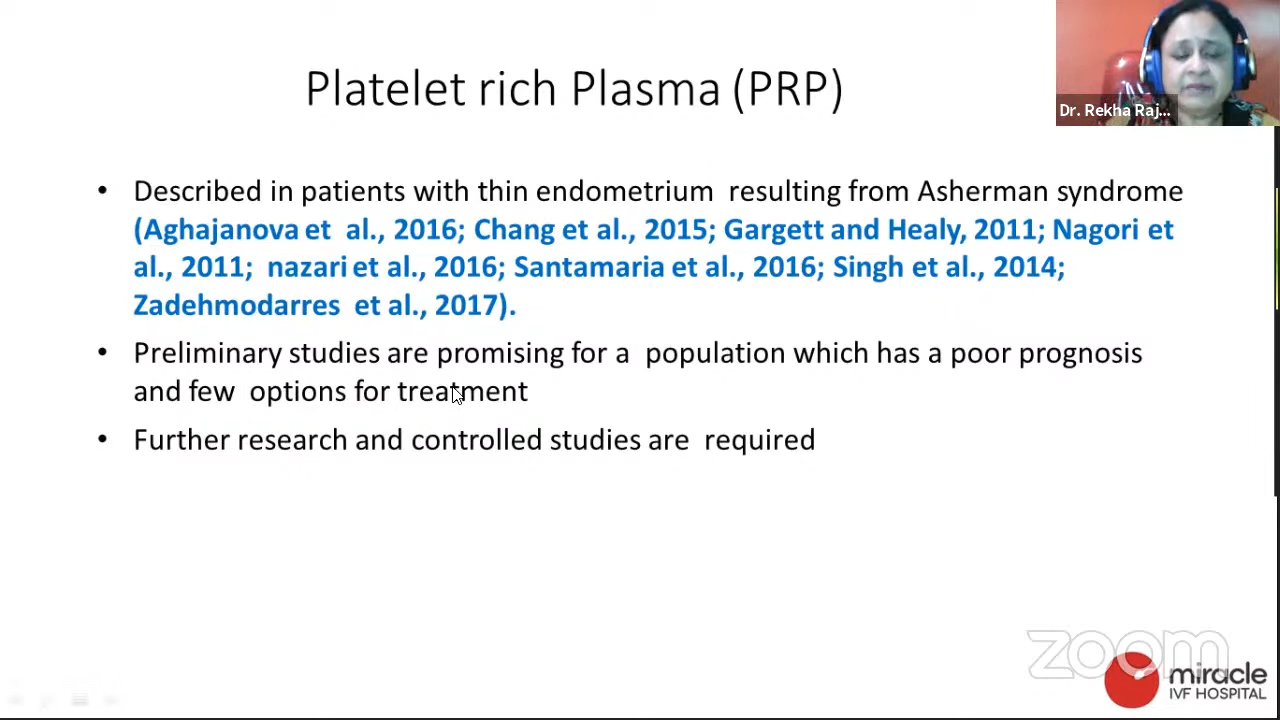 Platelet rich Plasma (PRP)
Dr. Rekha Raj...
• Described in patients with thin endometrium resulting from Asherman syndrome
(Aghajanova et al., 2016; Chang et al., 2015; Gargett and Healy, 2011; Nagori et
al., 2011; nazari et al., 2016; Santamaria et al., 2016; Singh et al., 2014;
Zadehmodarres et al., 2017).
• Preliminary studies are promising for a population which has a poor prognosis
and few options for treatment
• Further research and controlled studies are required
zoom
miracle
IVF HOSPITAL